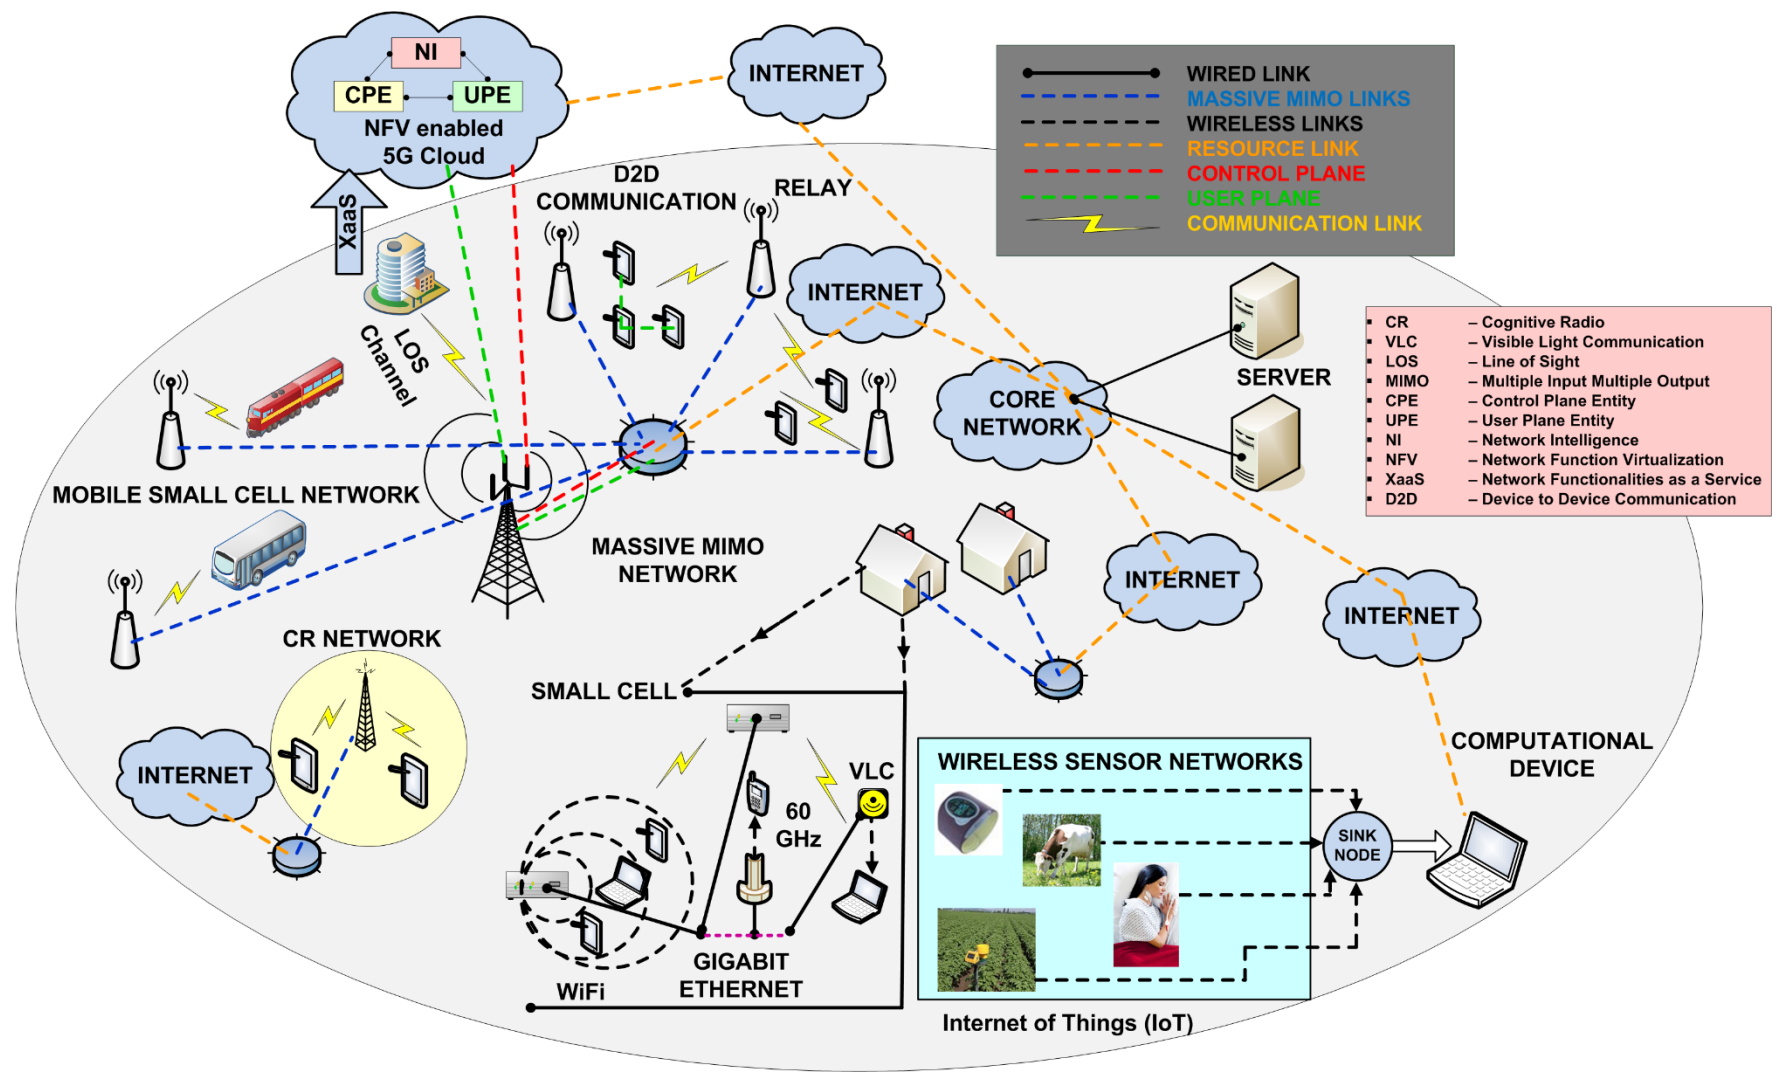 NI
CPE
UPE
NFV enabled
5G Cloud
XaaS
INTERNET
WIRED LINK
MASSIVE MIMO LINKS
WIRELESS LINKS
RESOURCE LINK
CONTROL PLANE
USER PLANE
COMMUNICATION LINK
D2D
COMMUNICATION
RELAY
INTERNET
LOS
Channel
SERVER
CORE
NETWORK
▪ CR – Cognitive Radio
▪ VLC – Visible Light Communication
▪ LOS – Line of Sight
▪ MIMO – Multiple Input Multiple Output
▪ CPE – Control Plane Entity
▪ UPE – User Plane Entity
▪ NI – Network Intelligence
▪ NFV – Network Function Virtualization
▪ XaaS – Network Functionalities as a Service
▪ D2D – Device to Device Communication
MOBILE SMALL CELL NETWORK
MASSIVE MIMO
NETWORK
INTERNET
INTERNET
CR NETWORK
SMALL CELL
INTERNET
COMPUTATIONAL
DEVICE
VLC
60
GHz
WIRELESS SENSOR NETWORKS
SINK
NODE
GIGABIT
ETHERNET
WiFi
Internet of Things (IoT)